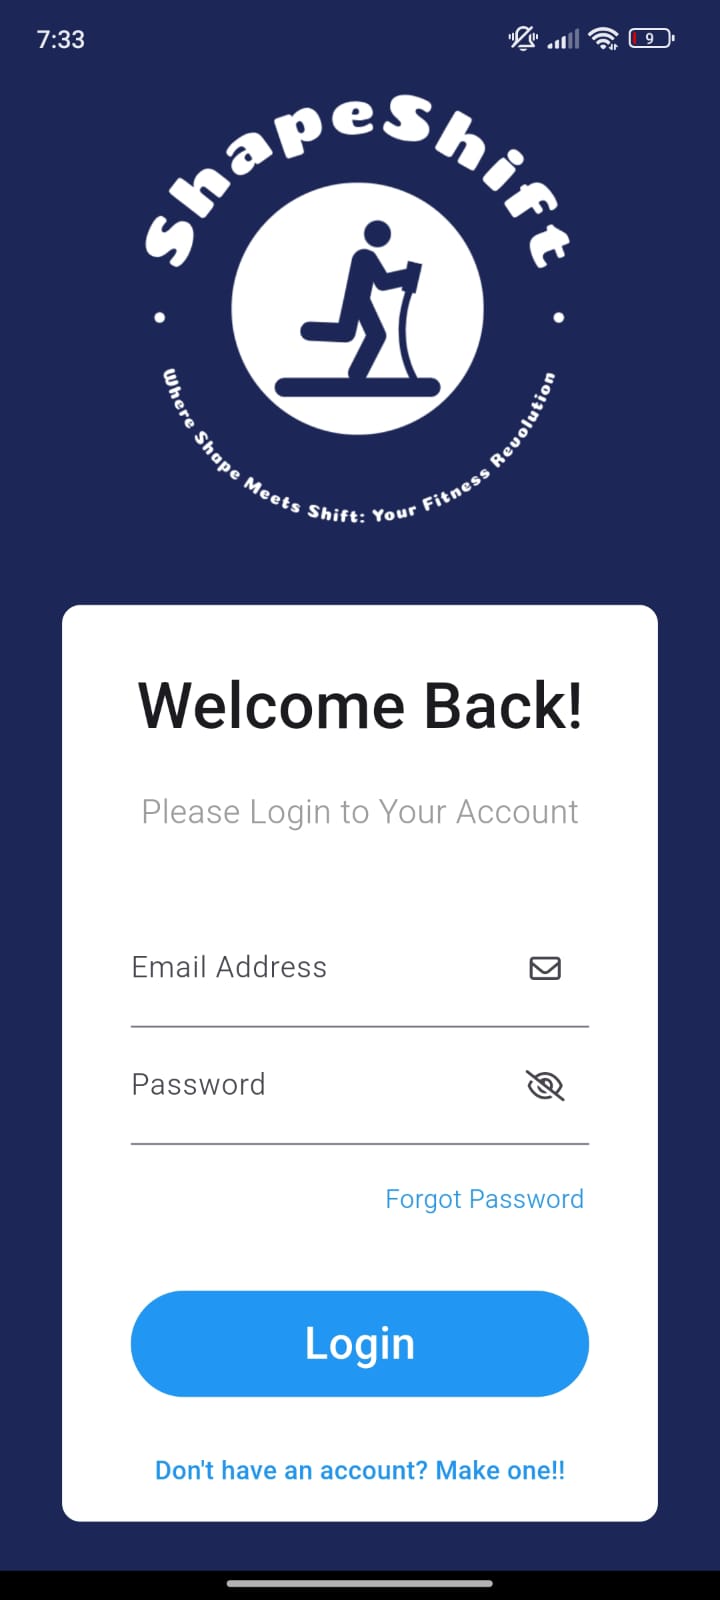 7:33
9
ShapeShift
Where Shape Meets Shift: Your Fitness Revolution
Welcome Back!
Please Login to Your Account
Email Address
Password
Forgot Password
Login
Don't have an account? Make one!!